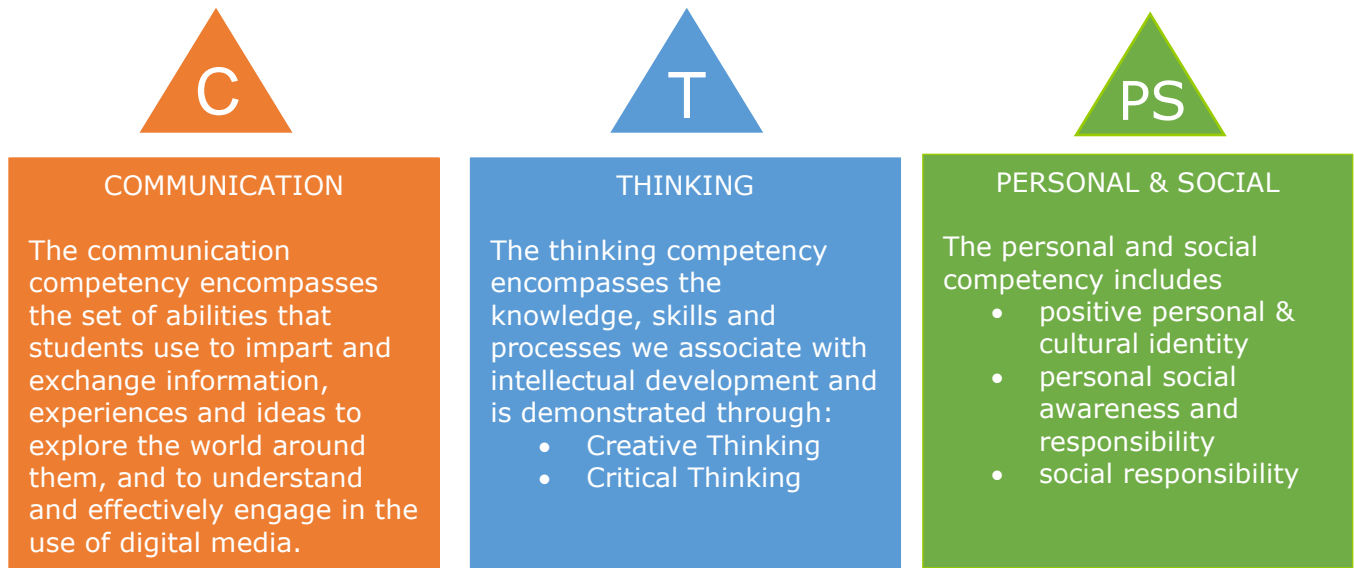 C
COMMUNICATION
The communication
competency encompasses
the set of abilities that
students use to impart and
exchange information,
experiences and ideas to
explore the world around
them, and to understand
and effectively engage in the
use of digital media.
T
THINKING
The thinking competency
encompasses the
knowledge, skills and
processes we associate with
intellectual development and
is demonstrated through:
• Creative Thinking
• Critical Thinking
PS
PERSONAL & SOCIAL
The personal and social
competency includes
• positive personal &
cultural identity
• personal social
awareness and
responsibility
• social responsibility